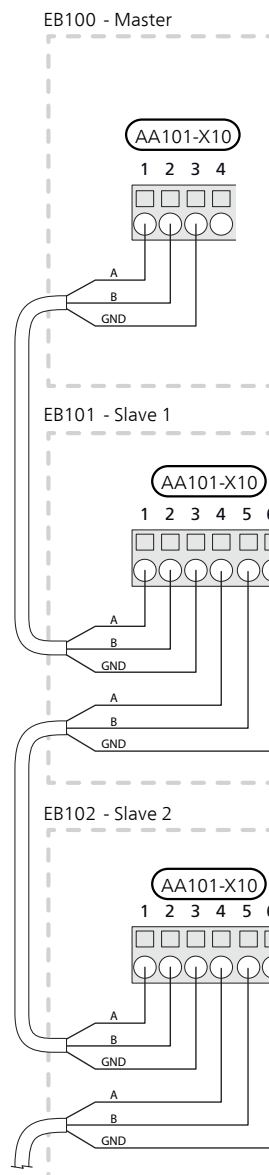 EB100 - Master
AA101-X10
1 2 3 4
A
B
GND
EB101 - Slave 1
AA101-X10
1 2 3 4 5
A
B
GND
A
B
GND
EB102 - Slave 2
AA101-X10
1 2 3 4 5
A
B
GND
A
B
GND